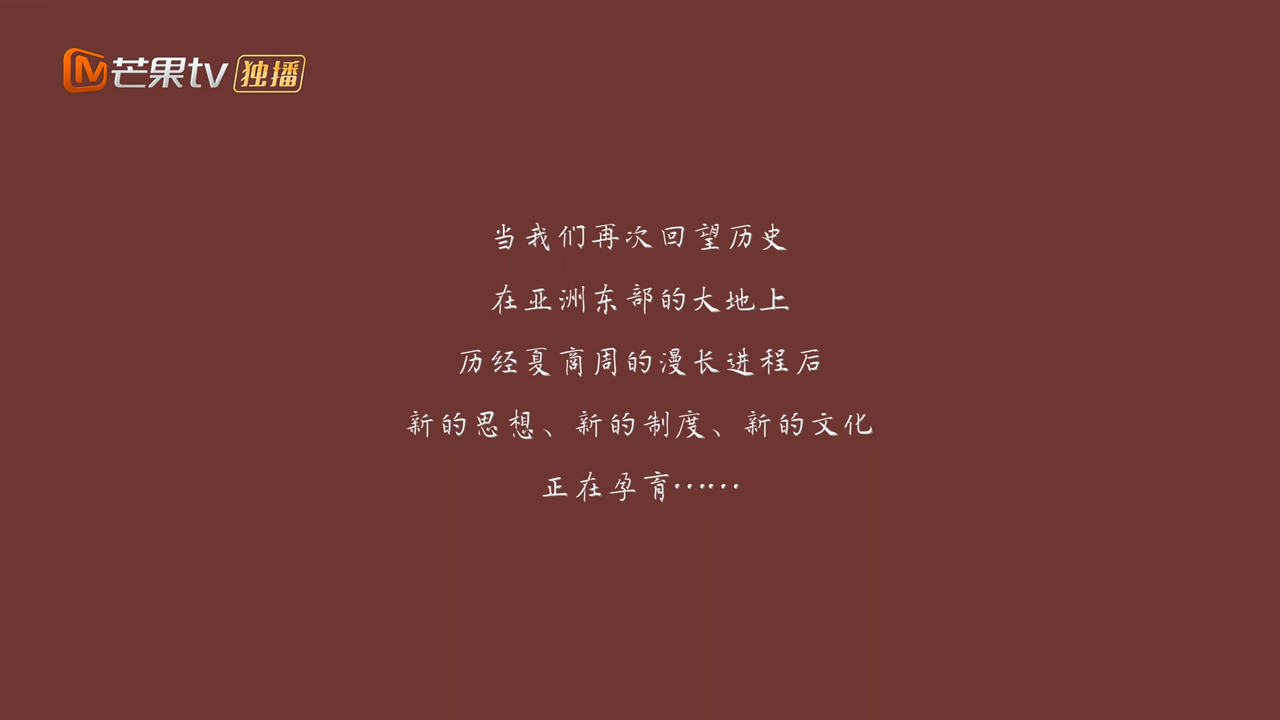 芒果tv 独播
当我们再次回望历史
在亚洲东部的大地上
历经夏商周的漫长进程后
新的思想、新的制度、新的文化
正在孕育……